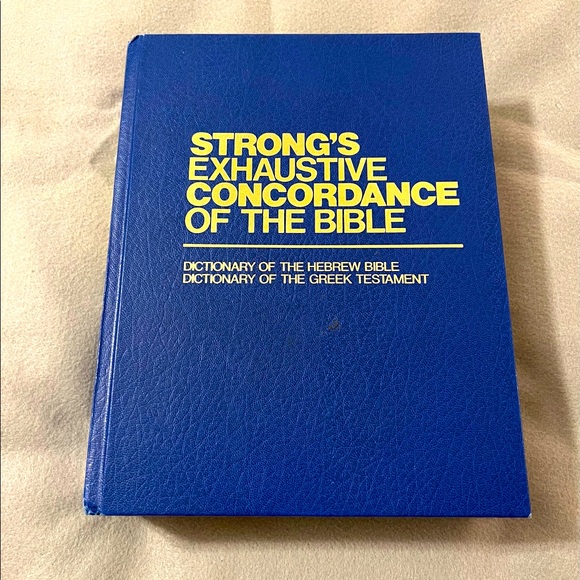 STRONG'S
EXHAUSTIVE
CONCORDANCE
OF THE BIBLE
DICTIONARY OF THE HEBREW BIBLE
DICTIONARY OF THE GREEK TESTAMENT